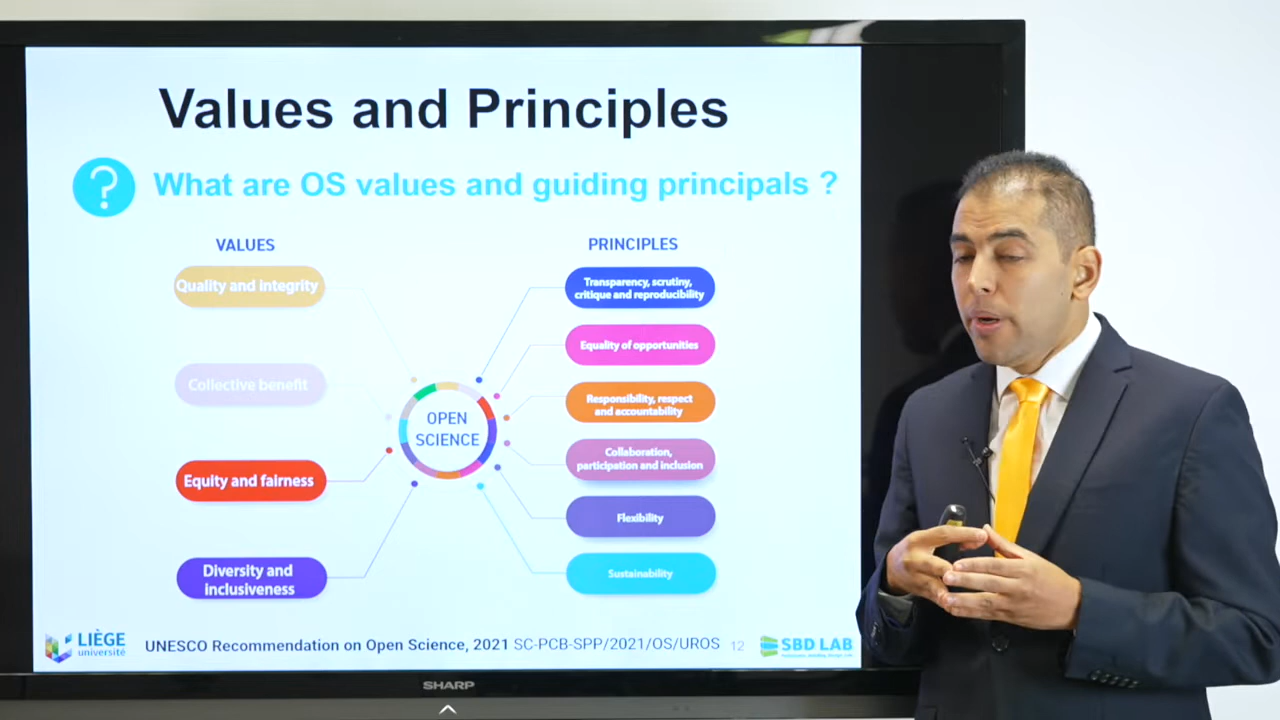 Values and Principles
?
What are OS values and guiding principals ?
VALUES
Quality and integrity
Collective benefit
Equity and fairness
Diversity and
inclusiveness
OPEN
SCIENCE
PRINCIPLES
Transparency, scrutiny,
critique and reproducibility
Equality of opportunities
Responsibility, respect
and accountability
Collaboration,
participation and inclusion
Flexibility
Sustainability
LIÈGE
université
UNESCO Recommendation on Open Science, 2021 SC-PCB-SPP/2021/OS/UROS
12
SBD LAB
SHARP